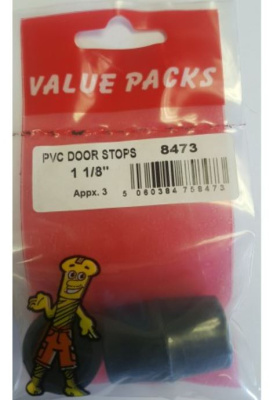 VALUE PACKS
PVC DOOR STOPS 8473
1 1/8"
Appx. 3
5 060384 758473